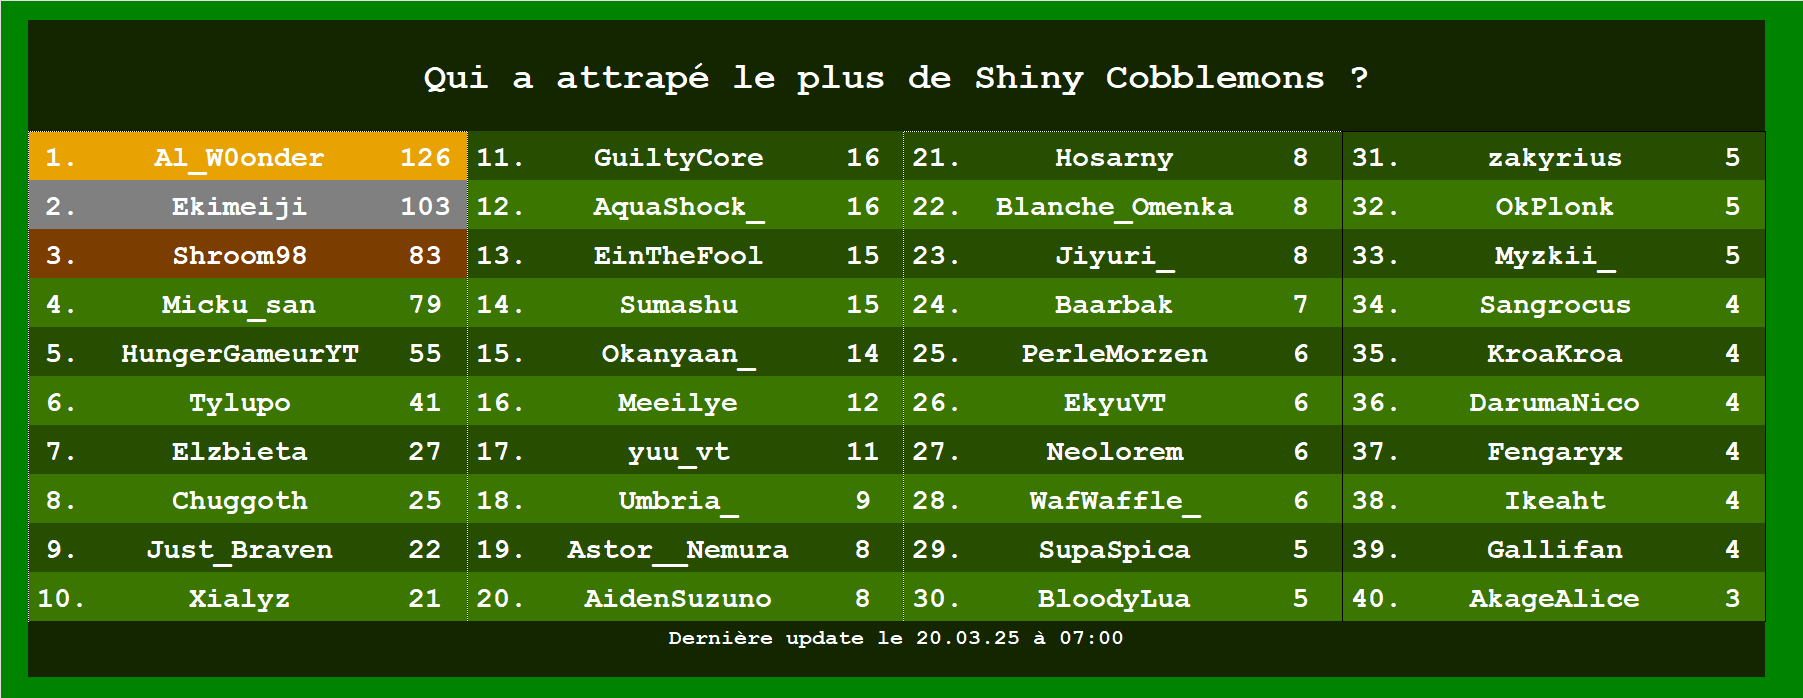 Qui a attrapé le plus de Shiny Cobblemons ?
1. Al_W0onder 126
2. Ekimeiji 103
3. Shroom98 83
4. Micku_san 79
5. HungerGameurYT 55
6. Tylupo 41
7. Elzbieta 27
8. Chuggoth 25
9. Just_Braven 22
10. Xialyz 21
11. GuiltyCore 16
12. AquaShock_ 16
13. EinTheFool 15
14. Sumashu 15
15. Okanyaan_ 14
16. Meeilye 12
17. yuu_vt 11
18. Umbria_ 9
19. Astor__Nemura 8
20. AidenSuzuno 8
21. Hosarny 8
22. Blanche_Omenka 8
23. Jiyuri_ 8
24. Baarbak 7
25. PerleMorzen 6
26. EkyuVT 6
27. Neolorem 6
28. WafWaffle_ 6
29. SupaSpica 5
30. BloodyLua 5
31. zakyrius 5
32. OkPlonk 5
33. Myzkii_ 5
34. Sangrocus 4
35. KroaKroa 4
36. DarumaNico 4
37. Fengaryx 4
38. Ikeaht 4
39. Gallifan 4
40. AkageAlice 3
Dernière update le 20.03.25 à 07:00